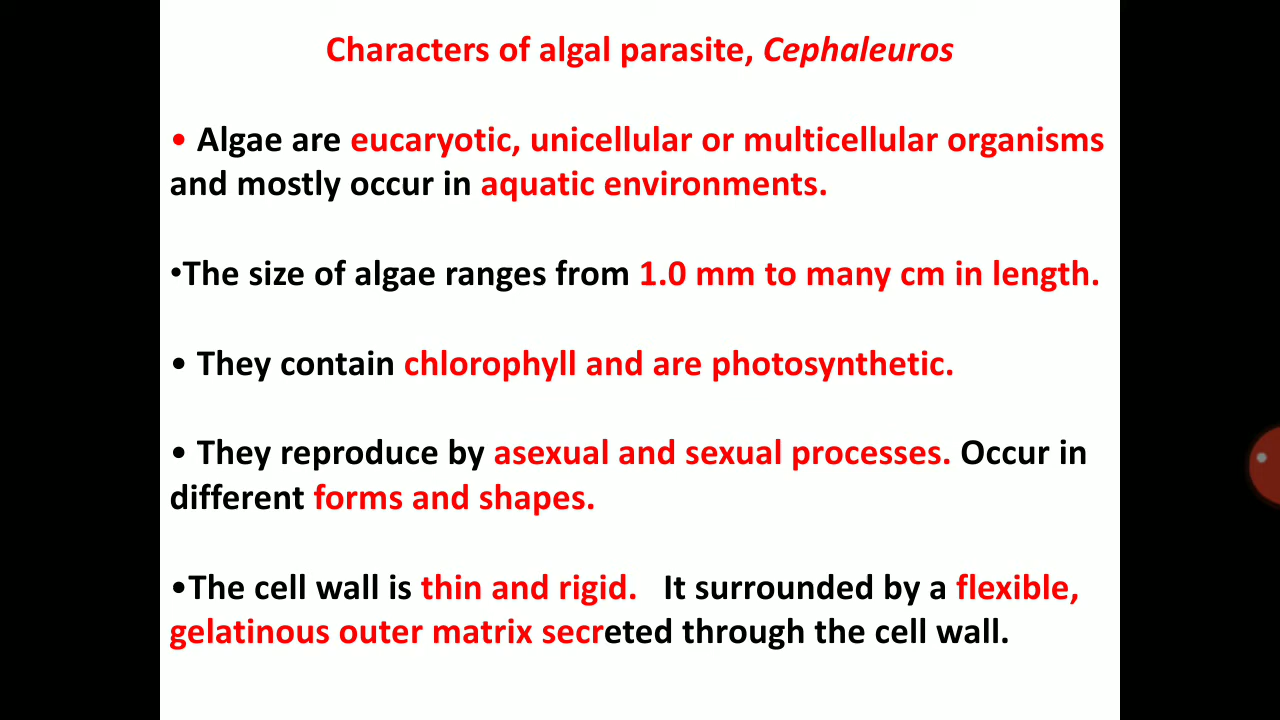 Characters of algal parasite, Cephaleuros
• Algae are eucaryotic, unicellular or multicellular organisms
and mostly occur in aquatic environments.
•The size of algae ranges from 1.0 mm to many cm in length.
• They contain chlorophyll and are photosynthetic.
• They reproduce by asexual and sexual processes. Occur in
different forms and shapes.
•The cell wall is thin and rigid.   It surrounded by a flexible,
gelatinous outer matrix secreted through the cell wall.